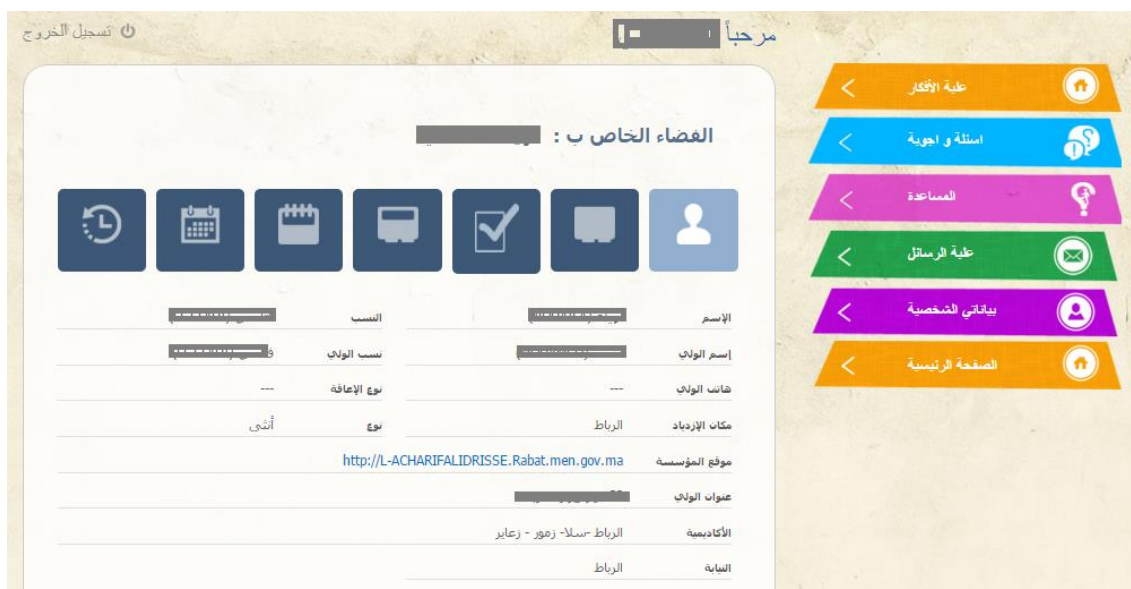 مرحباً
تسجيل الخروج
علبة الأفكار
اسئلة و اجوبة
المساعدة
علبة الرسائل
بياناتي الشخصية
الصفحة الرئيسية
الفضاء الخاص ب :
الإسم النسب
إسم الولي نسب الولي
هاتف الولي --- نوع الإعاقة ---
مكان الإزدياد الرباط نوع أنثى
موقع المؤسسة http://L-ACHARIFALIDRISSE.Rabat.men.gov.ma
عنوان الولي
الأكاديمية الرباط -سلا- زمور - زعاير
النيابة الرباط